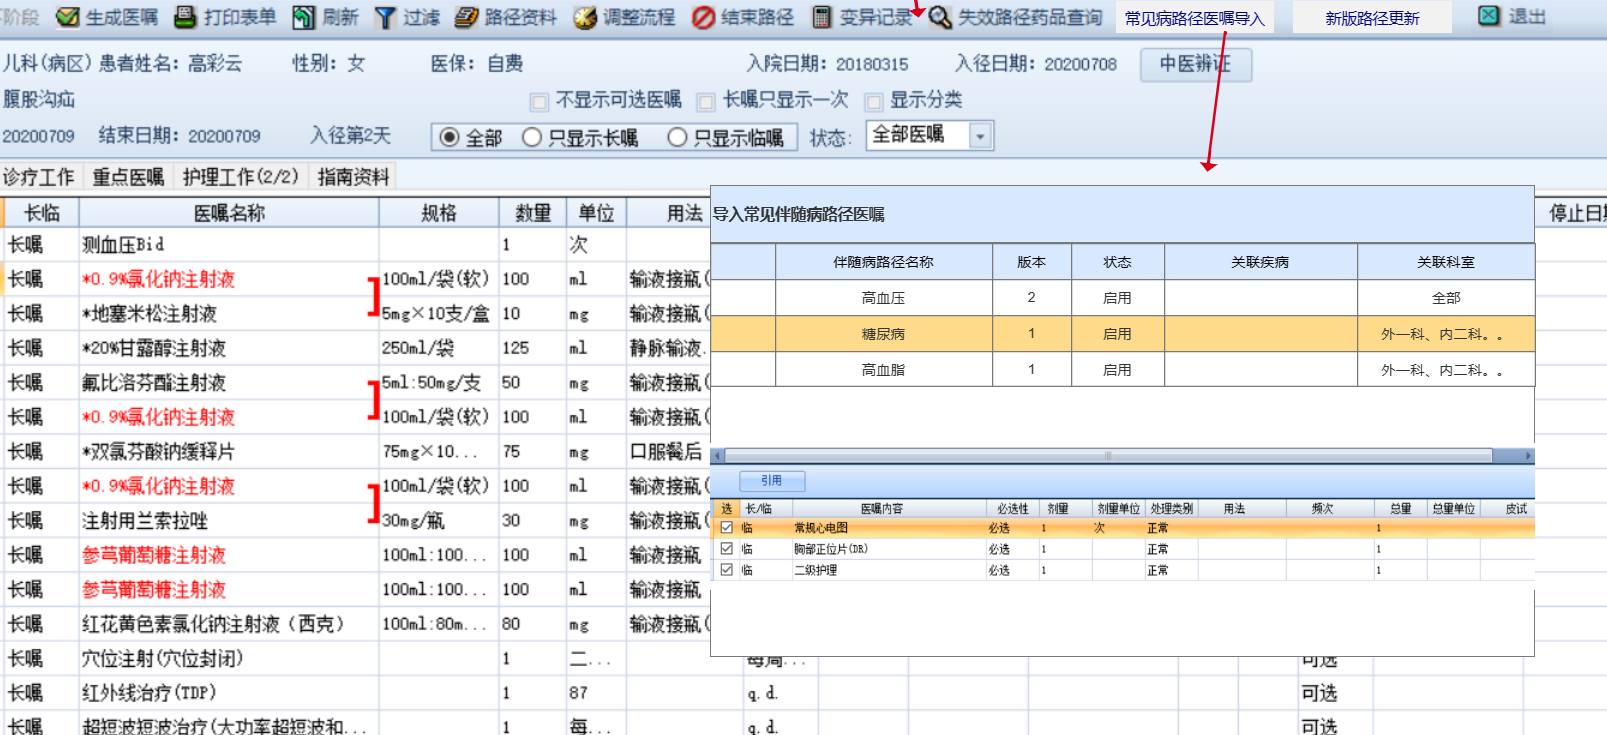 阶段 生成医嘱 打印表单 刷新 过滤 路径资料 调整流程 结束路径 变异记录 失效路径药品查询 常见病路径医嘱导入 新版路径更新 退出
儿科(病区) 患者姓名: 高彩云 性别: 女 医保: 自费 入院日期: 20180315 入径日期: 20200708 中医辨证
腹股沟疝
不显示可选医嘱 长嘱只显示一次 显示分类
20200709 结束日期: 20200709 入径第2天 全部 只显示长嘱 只显示临嘱 状态: 全部医嘱
诊疗工作 重点医嘱 护理工作(2/2) 指南资料
长临 医嘱名称 规格 数量 单位 用法 停止日期
长嘱 测血压Bid 1 次
长嘱 *0.9%氯化钠注射液 100ml/袋(软) 100 ml 输液接瓶(
长嘱 *地塞米松注射液 5mg×10支/盒 10 mg 输液接瓶(
长嘱 *20%甘露醇注射液 250ml/袋 125 ml 静脉输液.
长嘱 氟比洛芬酯注射液 5ml:50mg/支 50 mg 输液接瓶(
长嘱 *0.9%氯化钠注射液 100ml/袋(软) 100 ml 输液接瓶(
长嘱 *双氯芬酸钠缓释片 75mg×10... 75 mg 口服餐后
长嘱 *0.9%氯化钠注射液 100ml/袋(软) 100 ml 输液接瓶(
长嘱 注射用兰索拉唑 30mg/瓶 30 mg 输液接瓶(
长嘱 参芎葡萄糖注射液 100ml:100... 100 ml 输液接瓶
长嘱 参芎葡萄糖注射液 100ml:100... 100 ml 输液接瓶
长嘱 红花黄色素氯化钠注射液（西克） 100ml:80m... 80 mg 输液接瓶(
长嘱 穴位注射(穴位封闭) 1 二... 每周... 可选
长嘱 红外线治疗(TDP) 1 87 q.d. 可选
长嘱 超短波短波治疗(大功率超短波和... 1 每... q.d. 可选
导入常见伴随病路径医嘱
伴随病路径名称 版本 状态 关联疾病 关联科室
高血压 2 启用 全部
糖尿病 1 启用 外一科、内二科。。
高血脂 1 启用 外一科、内二科。。
引用
选 长/临 医嘱内容 必选性 剂量 剂量单位 处理类别 用法 频次 总量 总量单位 皮试
临 常规心电图 必选 1 次 正常 1
临 胸部正位片(DR) 必选 1 正常 1
临 二级护理 必选 1 正常 1